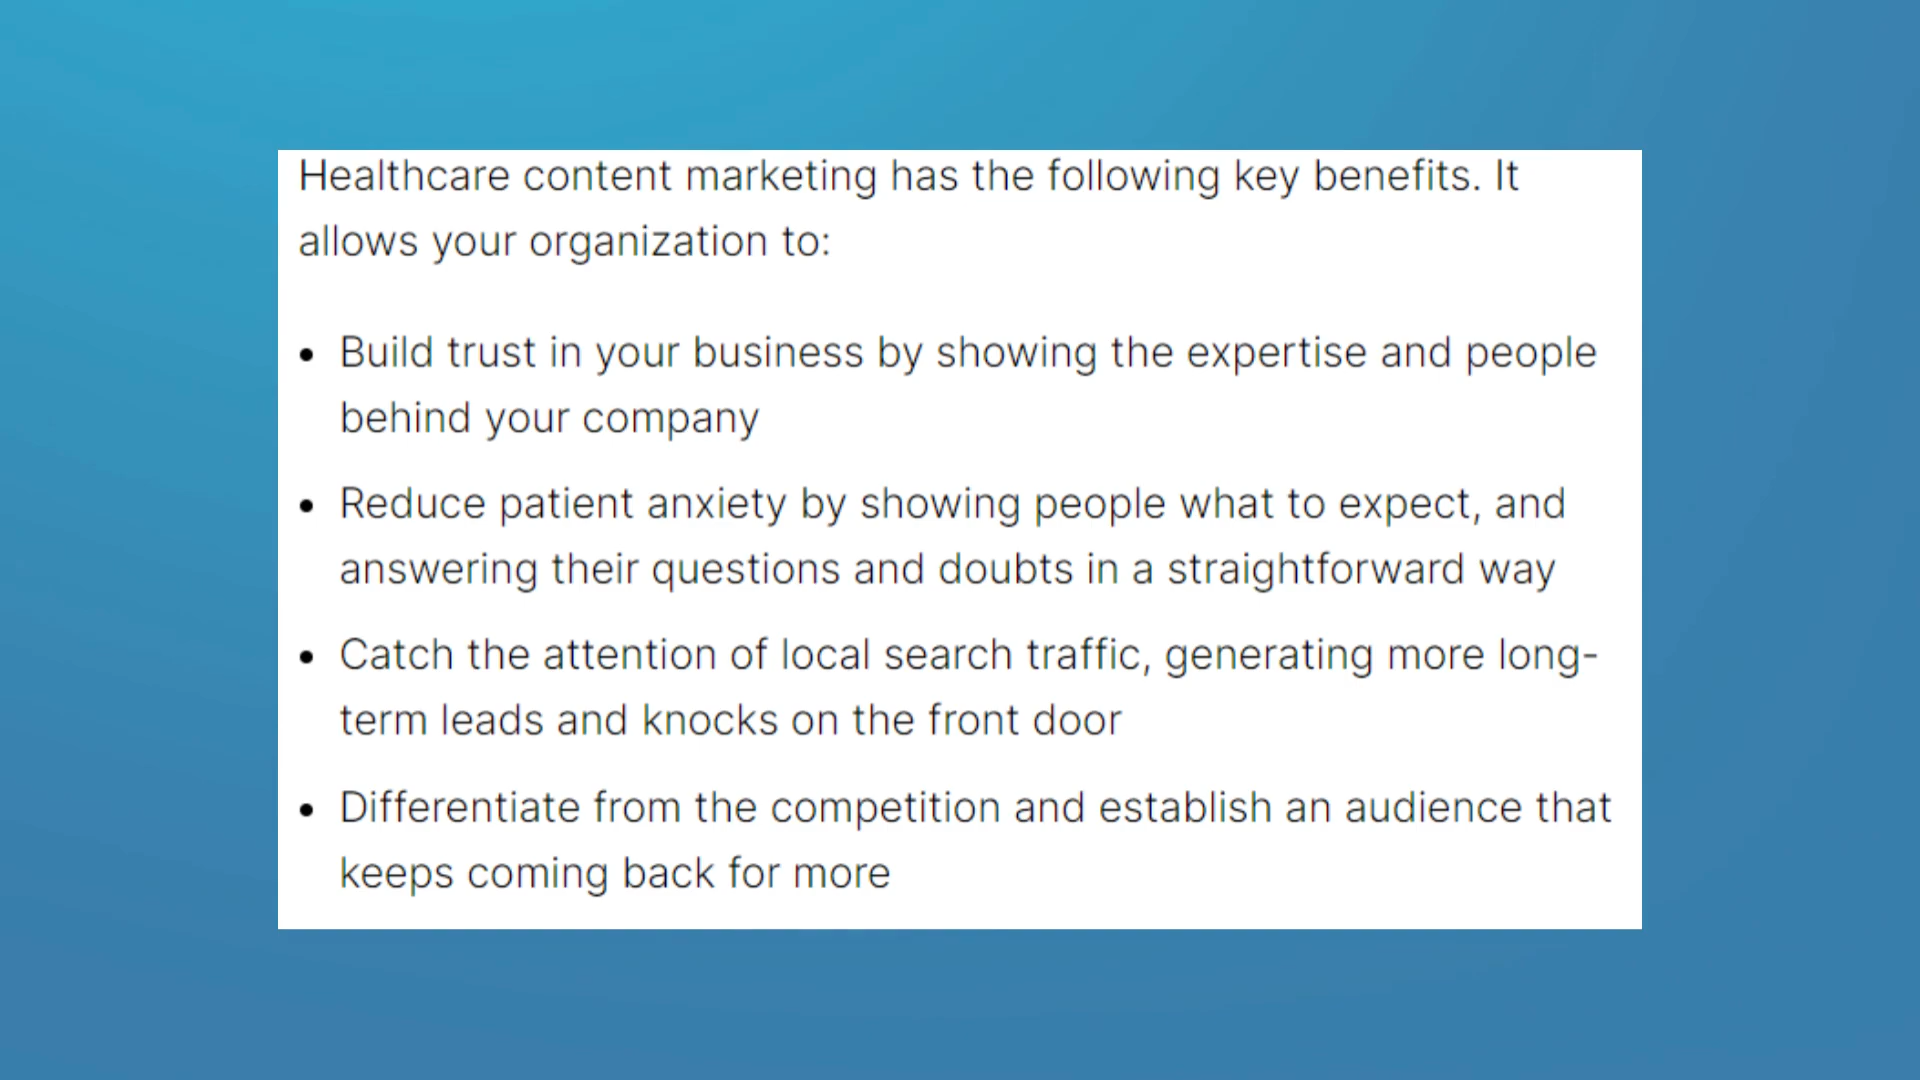 Healthcare content marketing has the following key benefits. It
allows your organization to:
• Build trust in your business by showing the expertise and people
behind your company
• Reduce patient anxiety by showing people what to expect, and
answering their questions and doubts in a straightforward way
• Catch the attention of local search traffic, generating more long-
term leads and knocks on the front door
• Differentiate from the competition and establish an audience that
keeps coming back for more